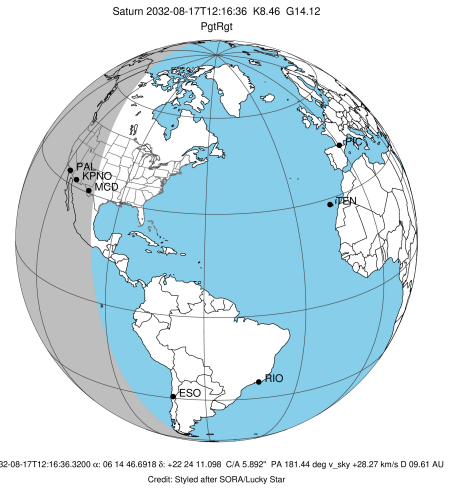 Saturn 2032-08-17T12:16:36 K8.46 G14.12
PgtRgt
PIC
PAL
KPNO
MCD
TEN
RIO
ESO
32-08-17T12:16:36.3200 α: 06 14 46.6918 δ: +22 24 11.098 C/A 5.892" PA 181.44 deg v_sky +28.27 km/s D 09.61 AU
Credit: Styled after SORA/Lucky Star